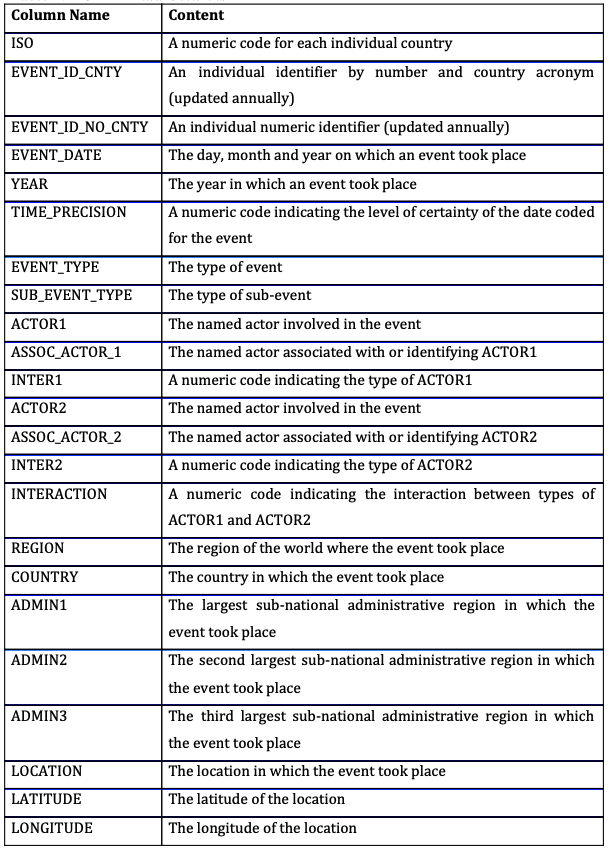 Column Name Content
ISO A numeric code for each individual country
EVENT_ID_CNTY An individual identifier by number and country acronym
(updated annually)
EVENT_ID_NO_CNTY An individual numeric identifier (updated annually)
EVENT_DATE The day, month and year on which an event took place
YEAR The year in which an event took place
TIME_PRECISION A numeric code indicating the level of certainty of the date coded
for the event
EVENT_TYPE The type of event
SUB_EVENT_TYPE The type of sub-event
ACTOR1 The named actor involved in the event
ASSOC_ACTOR_1 The named actor associated with or identifying ACTOR1
INTER1 A numeric code indicating the type of ACTOR1
ACTOR2 The named actor involved in the event
ASSOC_ACTOR_2 The named actor associated with or identifying ACTOR2
INTER2 A numeric code indicating the type of ACTOR2
INTERACTION A numeric code indicating the interaction between types of
ACTOR1 and ACTOR2
REGION The region of the world where the event took place
COUNTRY The country in which the event took place
ADMIN1 The largest sub-national administrative region in which the
event took place
ADMIN2 The second largest sub-national administrative region in which
the event took place
ADMIN3 The third largest sub-national administrative region in which
the event took place
LOCATION The location in which the event took place
LATITUDE The latitude of the location
LONGITUDE The longitude of the location